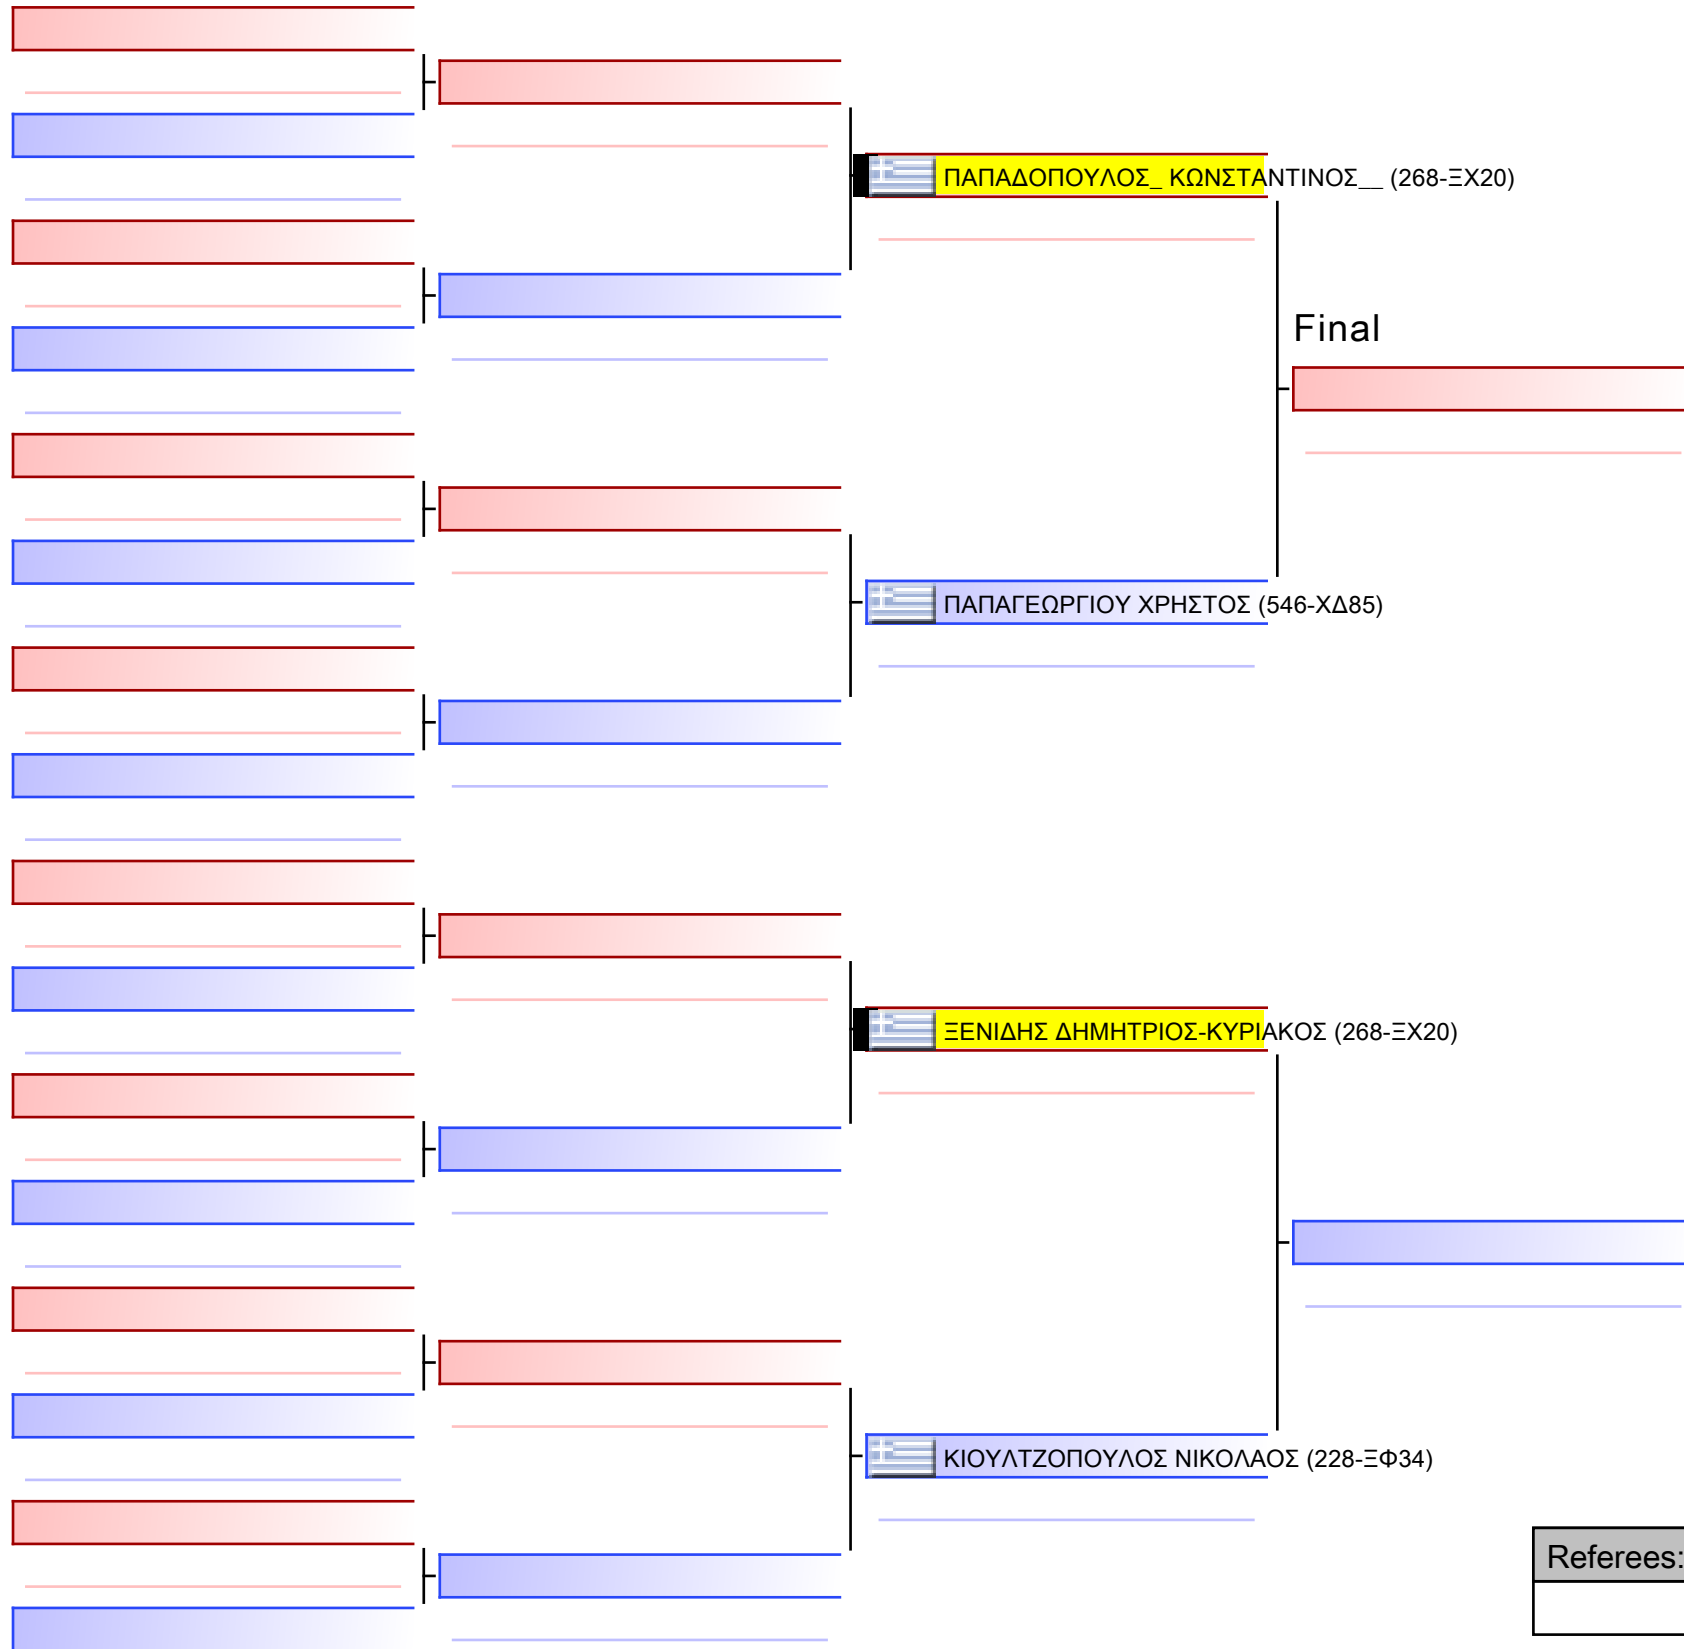 ΠΑΠΑΔΟΠΟΥΛΟΣ_ ΚΩΝΣΤΑΝΤΙΝΟΣ__ (268-ΞΧ20)
Final
ΠΑΠΑΓΕΩΡΓΙΟΥ ΧΡΗΣΤΟΣ (546-ΧΔ85)
ΞΕΝΙΔΗΣ ΔΗΜΗΤΡΙΟΣ-ΚΥΡΙΑΚΟΣ (268-ΞΧ20)
ΚΙΟΥΛΤΖΟΠΟΥΛΟΣ ΝΙΚΟΛΑΟΣ (228-ΞΦ34)
Referees: